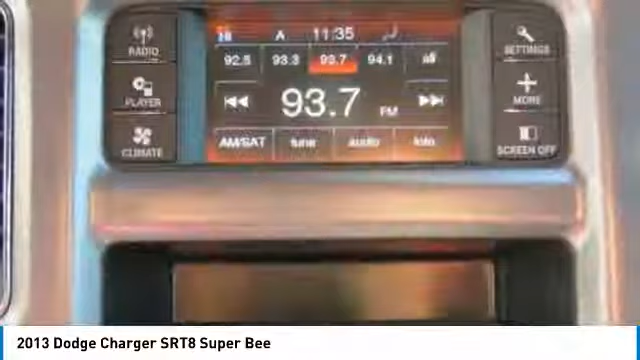 RADIO
PLAYER
CLIMATE
A 11:35
92.5 93.3 93.7 94.1 all
93.7 FM
AM/SAT tune audio info
SETTINGS
MORE
SCREEN OFF
2013 Dodge Charger SRT8 Super Bee